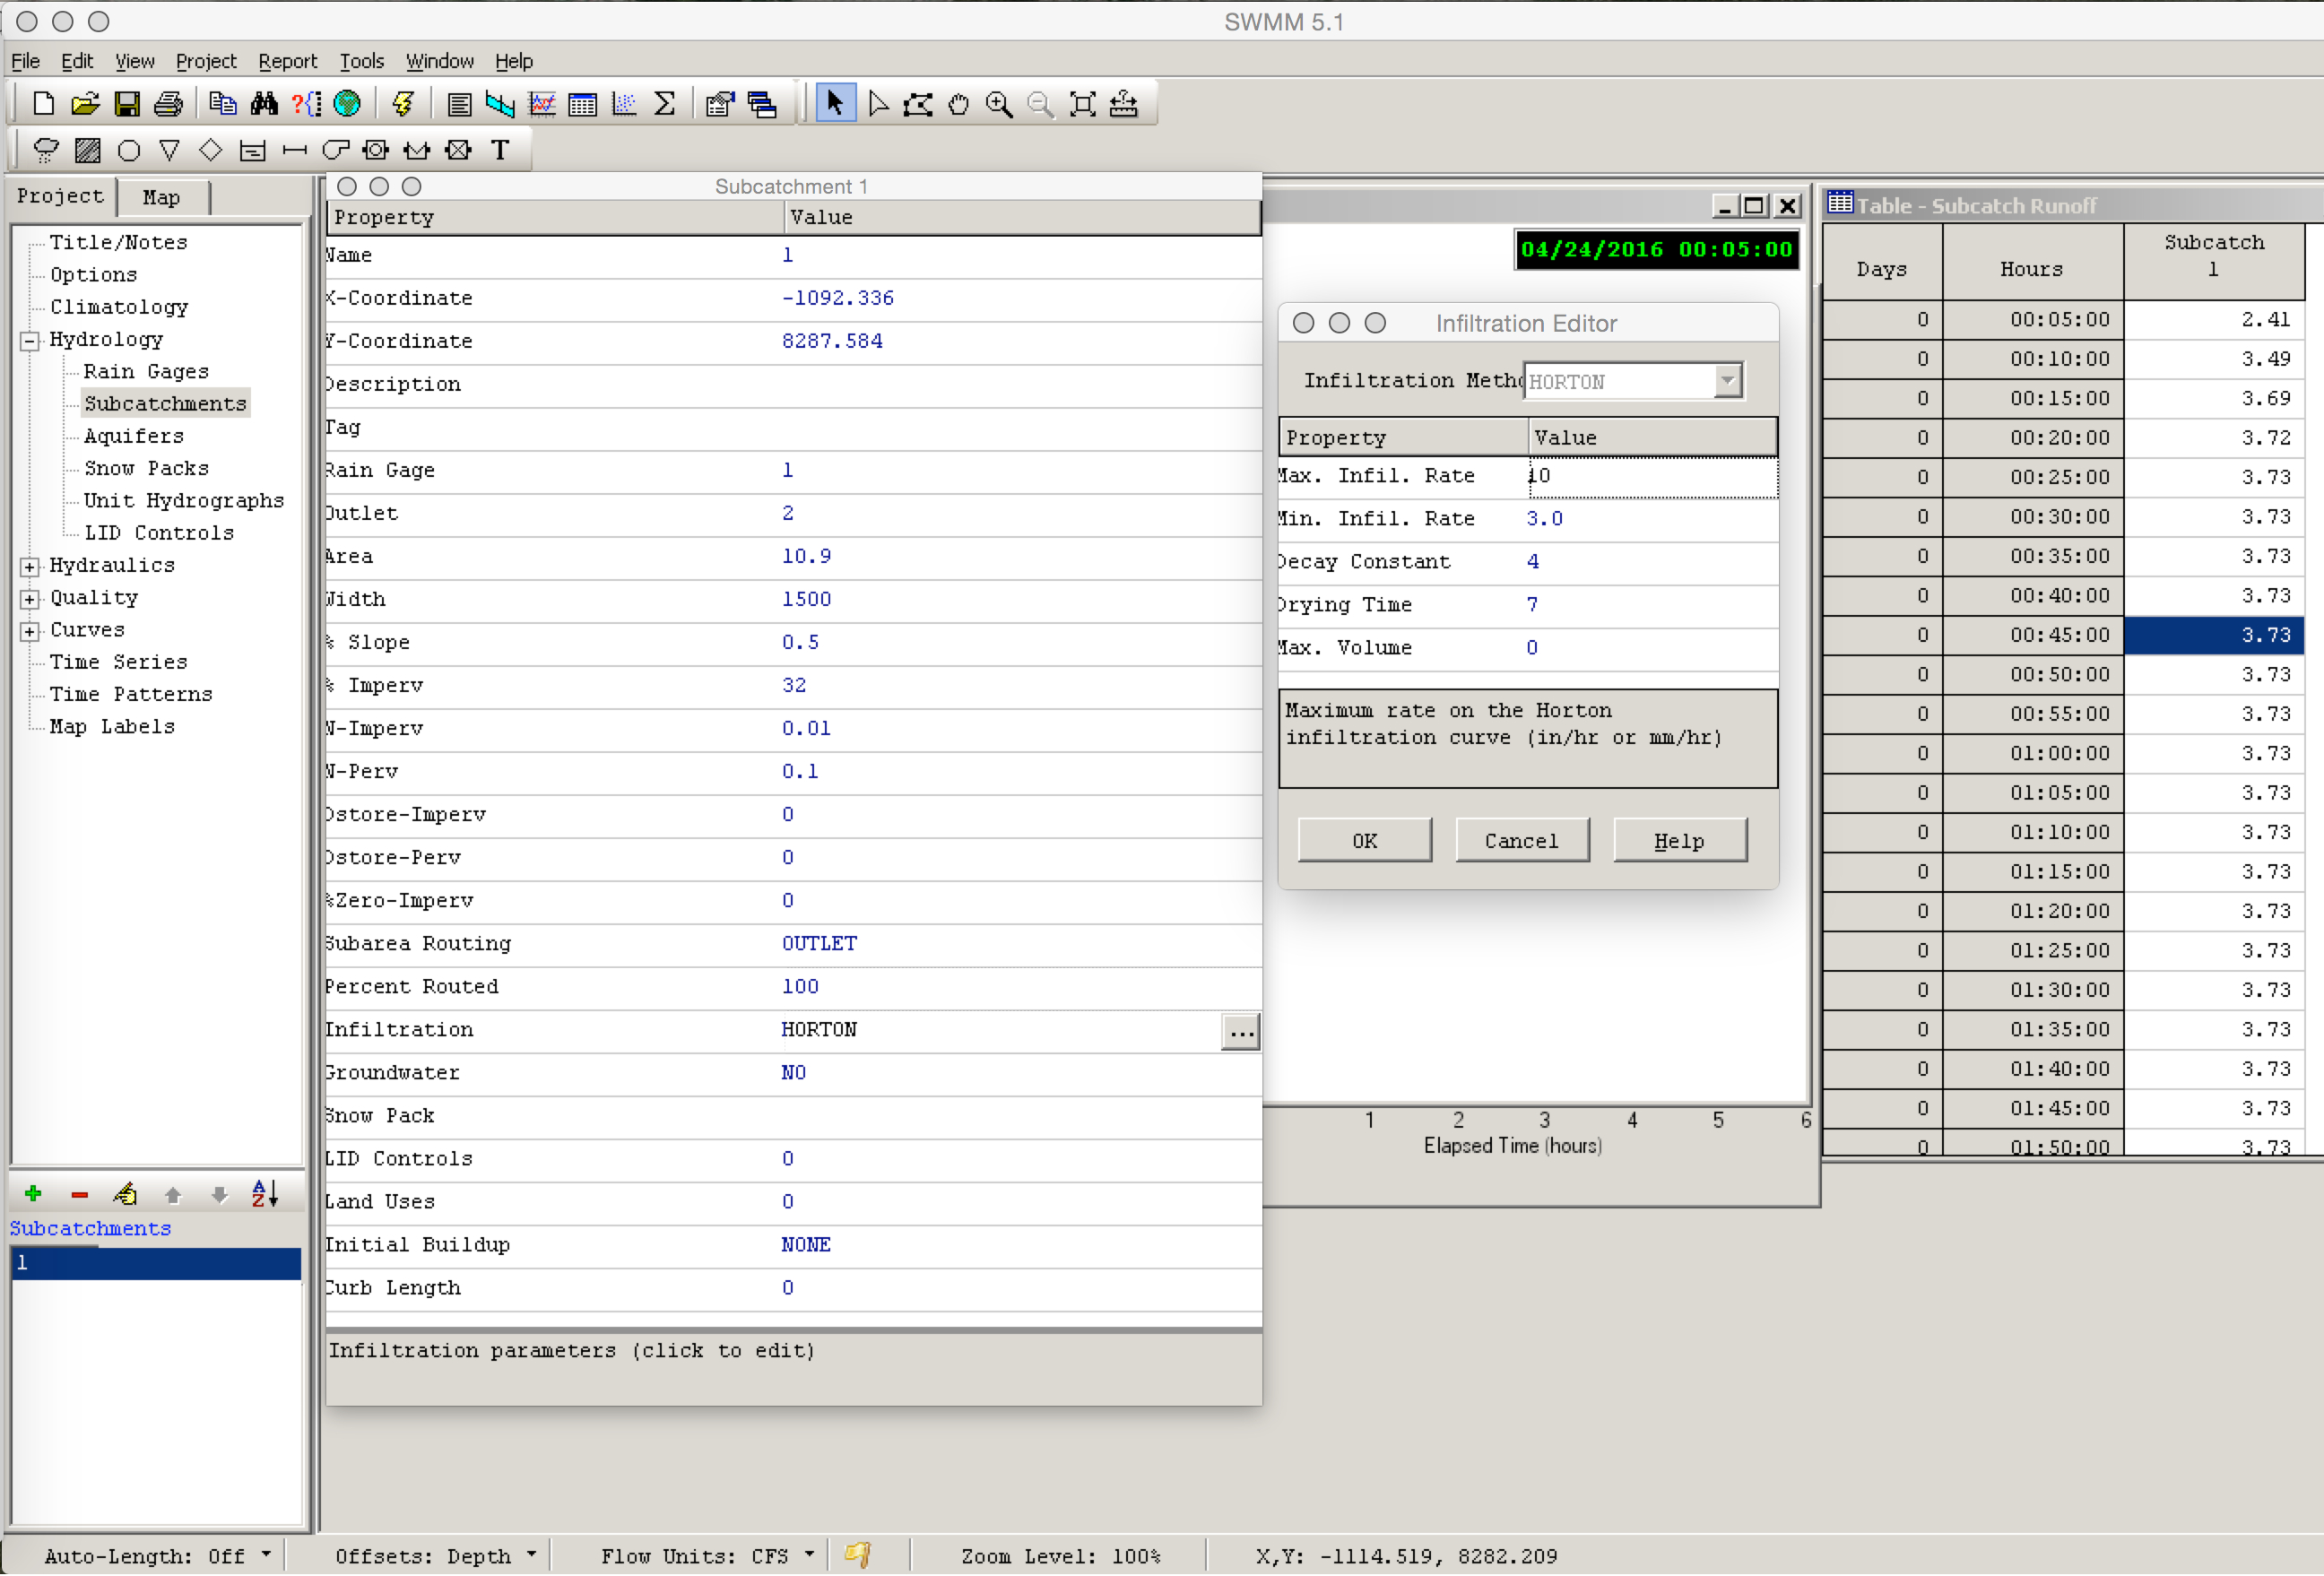 SWMM 5.1
File Edit View Project Report Tools Window Help
Project Map
Title/Notes
Options
Climatology
Hydrology
Rain Gages
Subcatchments
Aquifers
Snow Packs
Unit Hydrographs
LID Controls
Hydraulics
Quality
Curves
Time Series
Time Patterns
Map Labels
Subcatchments
1
Subcatchment 1
Property Value
Name 1
X-Coordinate -1092.336
Y-Coordinate 8287.584
Description
Tag
Rain Gage 1
Outlet 2
Area 10.9
Width 1500
% Slope 0.5
% Imperv 32
N-Imperv 0.01
N-Perv 0.1
Dstore-Imperv 0
Dstore-Perv 0
%Zero-Imperv 0
Subarea Routing OUTLET
Percent Routed 100
Infiltration HORTON ...
Groundwater NO
Snow Pack
LID Controls 0
Land Uses 0
Initial Buildup NONE
Curb Length 0
Infiltration parameters (click to edit)
04/24/2016 00:05:00
Infiltration Editor
Infiltration Metho HORTON
Property Value
Max. Infil. Rate 10
Min. Infil. Rate 3.0
Decay Constant 4
Drying Time 7
Max. Volume 0
Maximum rate on the Horton
infiltration curve (in/hr or mm/hr)
OK Cancel Help
1 2 3 4 5 6
Elapsed Time (hours)
Table - Subcatch Runoff
Days Hours Subcatch 1
0 00:05:00 2.41
0 00:10:00 3.49
0 00:15:00 3.69
0 00:20:00 3.72
0 00:25:00 3.73
0 00:30:00 3.73
0 00:35:00 3.73
0 00:40:00 3.73
0 00:45:00 3.73
0 00:50:00 3.73
0 00:55:00 3.73
0 01:00:00 3.73
0 01:05:00 3.73
0 01:10:00 3.73
0 01:15:00 3.73
0 01:20:00 3.73
0 01:25:00 3.73
0 01:30:00 3.73
0 01:35:00 3.73
0 01:40:00 3.73
0 01:45:00 3.73
0 01:50:00 3.73
Auto-Length: Off Offsets: Depth Flow Units: CFS Zoom Level: 100% X,Y: -1114.519, 8282.209